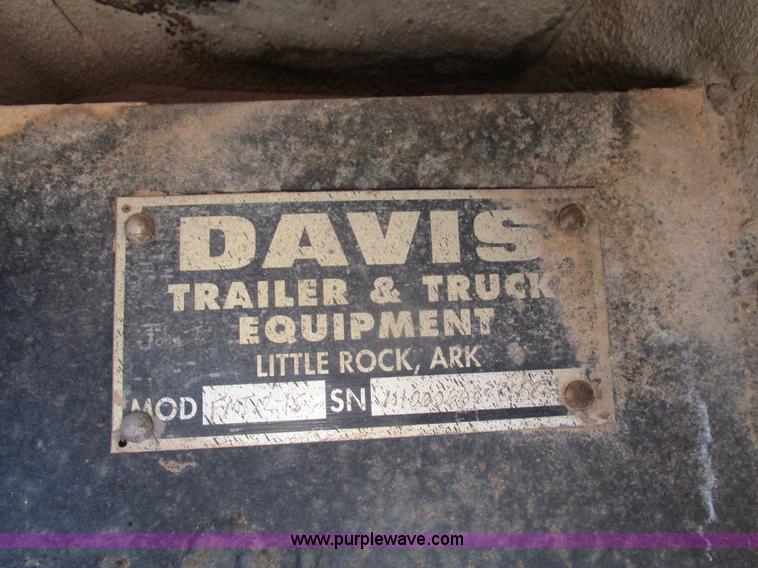 DAVIS
TRAILER & TRUCK
EQUIPMENT
LITTLE ROCK, ARK
MOD SN
www.purplewave.com